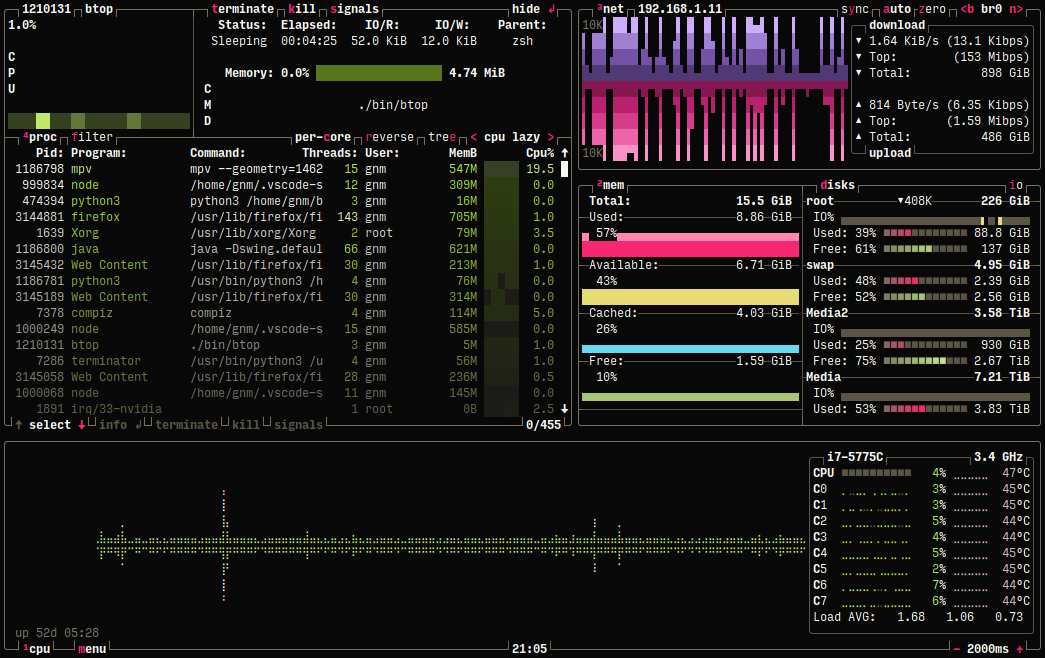 1210131 btop terminate kill signals hide ↲
1.0%
Status: Elapsed: IO/R: IO/W: Parent:
Sleeping 00:04:25 52.0 KiB 12.0 KiB zsh
C
P
U
Memory: 0.0% 4.74 MiB
C
M
D
./bin/btop
³net 192.168.1.11 sync auto zero <b br0 n>
10K
10K
download
▼ 1.64 KiB/s (13.1 Kibps)
▼ Top: (153 Mibps)
▼ Total: 898 GiB
▲ 814 Byte/s (6.35 Kibps)
▲ Top: (1.59 Mibps)
▲ Total: 486 GiB
upload
⁴proc filter per-core reverse tree < cpu lazy >
Pid: Program: Command: Threads: User: MemB Cpu% ↑
1186798 mpv mpv --geometry=1462 15 gnm 547M 19.5
999834 node /home/gnm/.vscode-s 12 gnm 309M 0.0
474394 python3 python3 /home/gnm/b 3 gnm 16M 0.0
3144881 firefox /usr/lib/firefox/fi 143 gnm 705M 1.0
1639 Xorg /usr/lib/xorg/Xorg 2 root 79M 3.5
1186800 java java -Dswing.defaul 66 gnm 621M 0.0
3145432 Web Content /usr/lib/firefox/fi 30 gnm 213M 1.0
1186781 python3 /usr/bin/python3 /h 4 gnm 76M 0.0
3145189 Web Content /usr/lib/firefox/fi 30 gnm 314M 0.0
7378 compiz compiz 4 gnm 114M 5.0
1000249 node /home/gnm/.vscode-s 15 gnm 585M 0.0
1210131 btop ./bin/btop 3 gnm 5M 1.0
7286 terminator /usr/bin/python3 /u 4 gnm 56M 1.0
3145058 Web Content /usr/lib/firefox/fi 28 gnm 236M 0.5
1000068 node /home/gnm/.vscode-s 11 gnm 145M 0.0
1891 irq/33-nvidia 1 root 0B 2.5 ↓
↑ select ↓ info ↲ terminate kill signals 0/455
²mem
Total: 15.5 GiB
Used: 8.86 GiB
57%
Available: 6.71 GiB
43%
Cached: 4.03 GiB
26%
Free: 1.59 GiB
10%
disks io
root ▼408K 226 GiB
IO%
Used: 39% 88.8 GiB
Free: 61% 137 GiB
swap 4.95 GiB
Used: 48% 2.39 GiB
Free: 52% 2.56 GiB
Media2 3.58 TiB
IO%
Used: 25% 930 GiB
Free: 75% 2.67 TiB
Media 7.21 TiB
IO%
Used: 53% 3.83 TiB
i7-5775C 3.4 GHz
CPU 4% 47°C
C0 3% 45°C
C1 3% 45°C
C2 5% 44°C
C3 4% 44°C
C4 5% 45°C
C5 2% 45°C
C6 7% 44°C
C7 6% 44°C
Load AVG: 1.68 1.06 0.73
up 52d 05:28
¹cpu menu 21:05 - 2000ms +